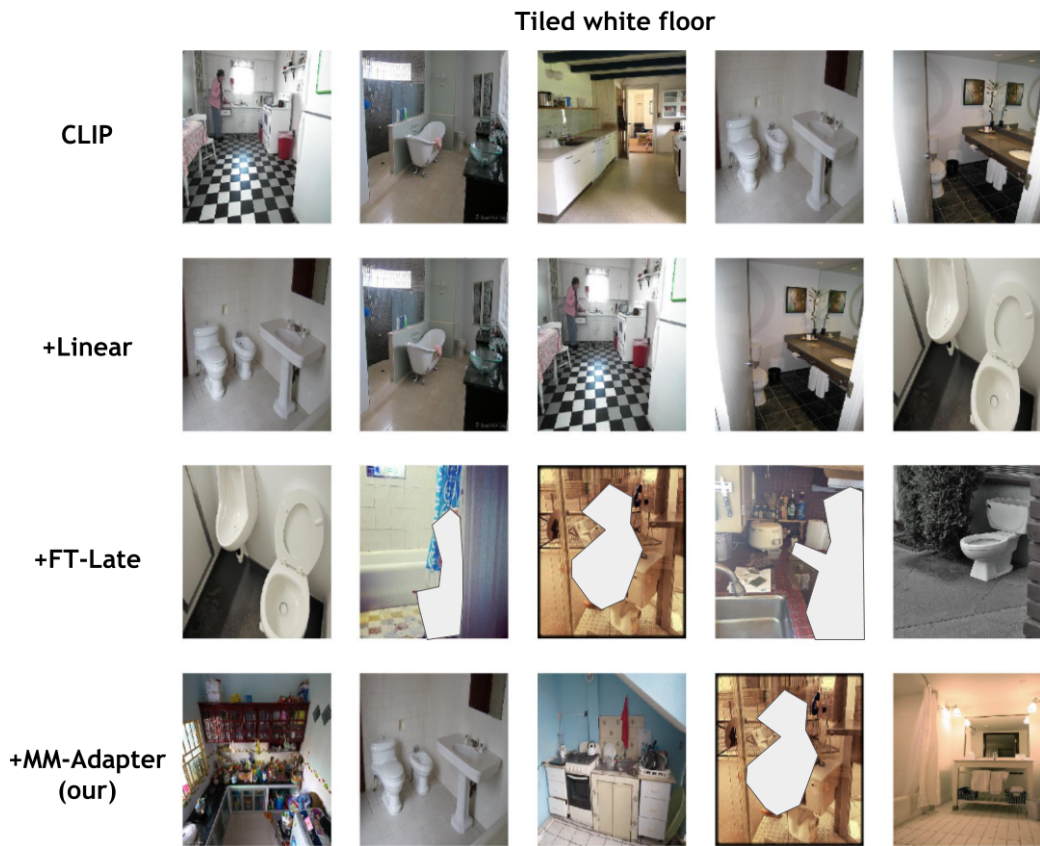 Tiled white floor
CLIP
+Linear
+FT-Late
+MM-Adapter
(our)